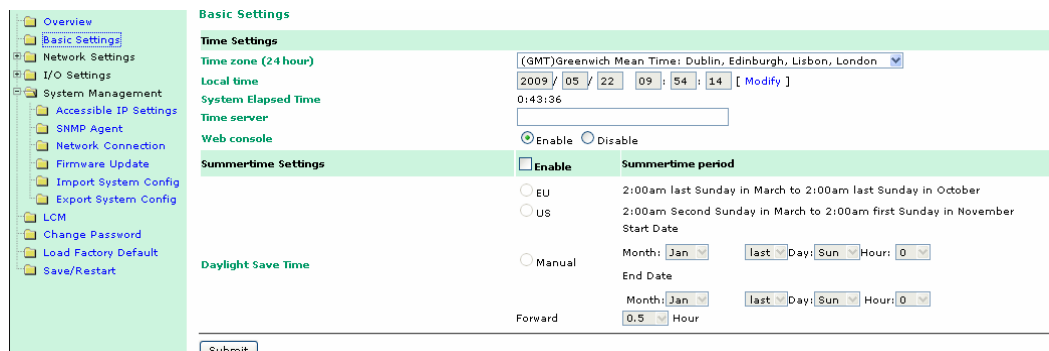 Overview
Basic Settings
Network Settings
I/O Settings
System Management
Accessible IP Settings
SNMP Agent
Network Connection
Firmware Update
Import System Config
Export System Config
LCM
Change Password
Load Factory Default
Save/Restart
Basic Settings
Time Settings
Time zone (24 hour) (GMT)Greenwich Mean Time: Dublin, Edinburgh, Lisbon, London
Local time 2009 / 05 / 22 09 : 54 : 14 [ Modify ]
System Elapsed Time 0:43:36
Time server
Web console Enable Disable
Summertime Settings Enable Summertime period
EU 2:00am last Sunday in March to 2:00am last Sunday in October
US 2:00am Second Sunday in March to 2:00am first Sunday in November
Start Date
Daylight Save Time Manual Month: Jan last Day: Sun Hour: 0
End Date
Month: Jan last Day: Sun Hour: 0
Forward 0.5 Hour
Submit